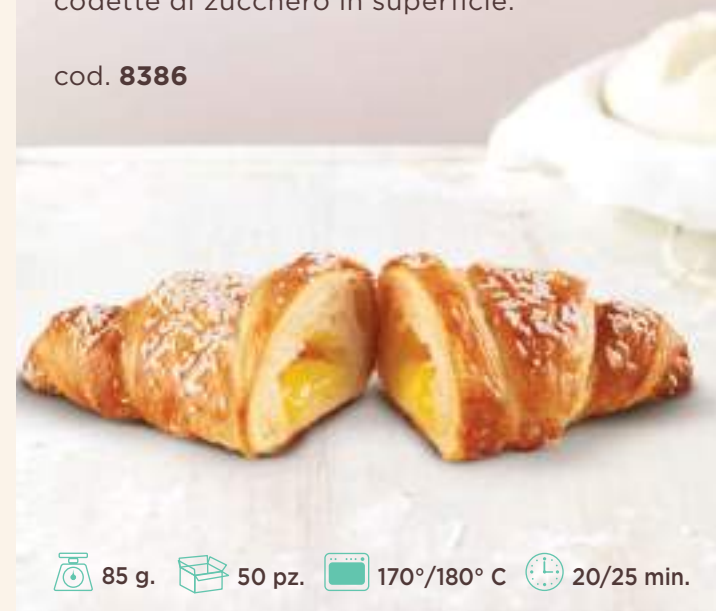 codette di zucchero in superficie.
cod. 8386
85 g. 50 pz. 170°/180° C 20/25 min.